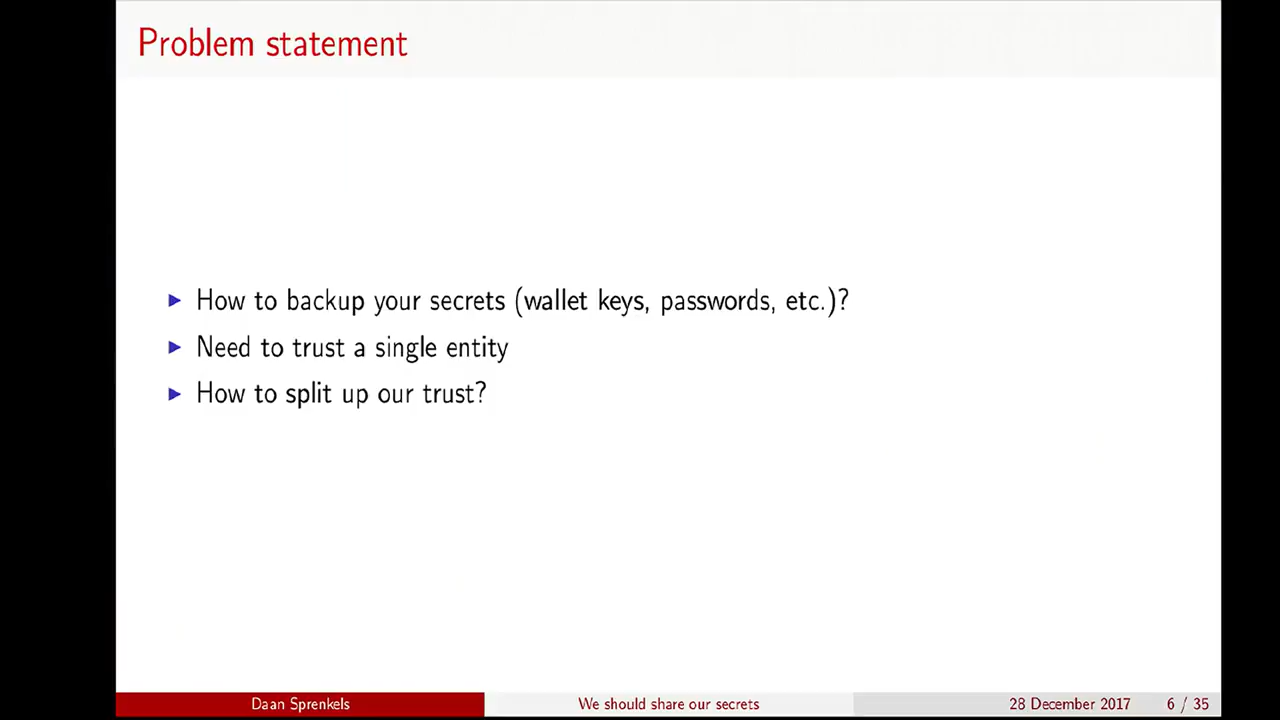 Problem statement
How to backup your secrets (wallet keys, passwords, etc.)?
Need to trust a single entity
How to split up our trust?
Daan Sprenkels We should share our secrets 28 December 2017 6 / 35